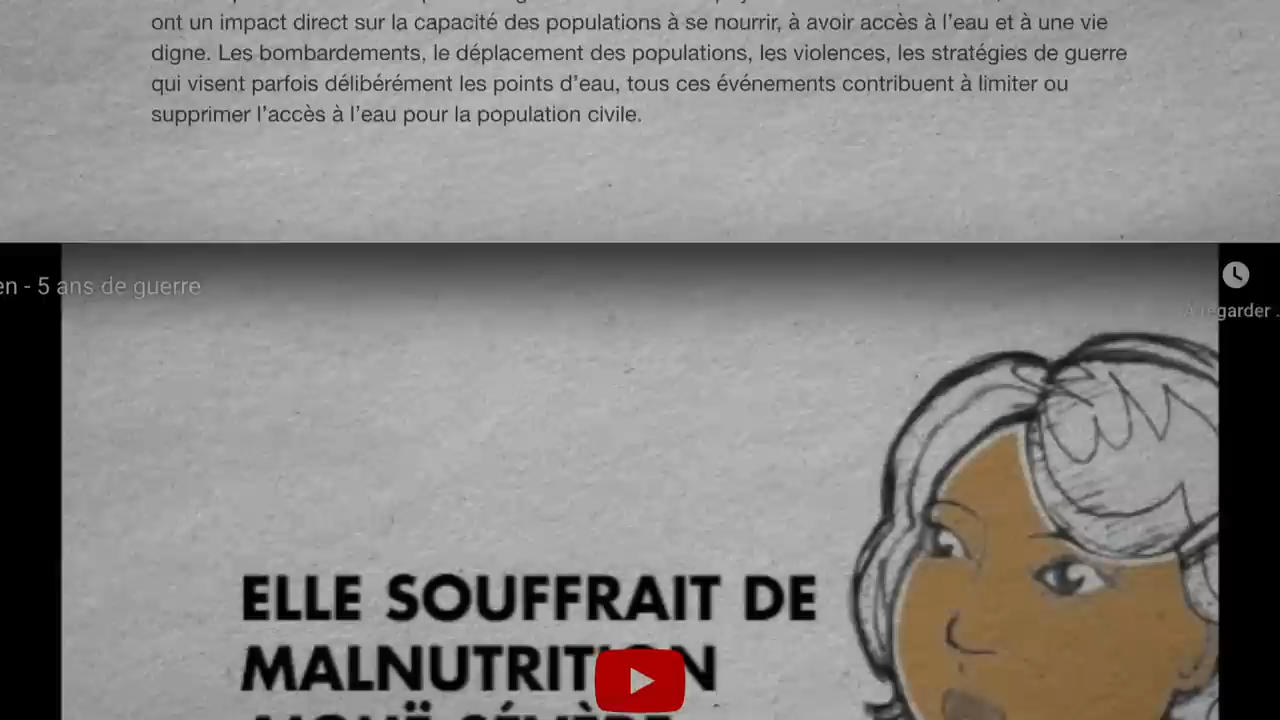 ont un impact direct sur la capacité des populations à se nourrir, à avoir accès à l’eau et à une vie
digne. Les bombardements, le déplacement des populations, les violences, les stratégies de guerre
qui visent parfois délibérément les points d’eau, tous ces événements contribuent à limiter ou
supprimer l’accès à l’eau pour la population civile.
en - 5 ans de guerre
À regarder ...
ELLE SOUFFRAIT DE
MALNUTRITION